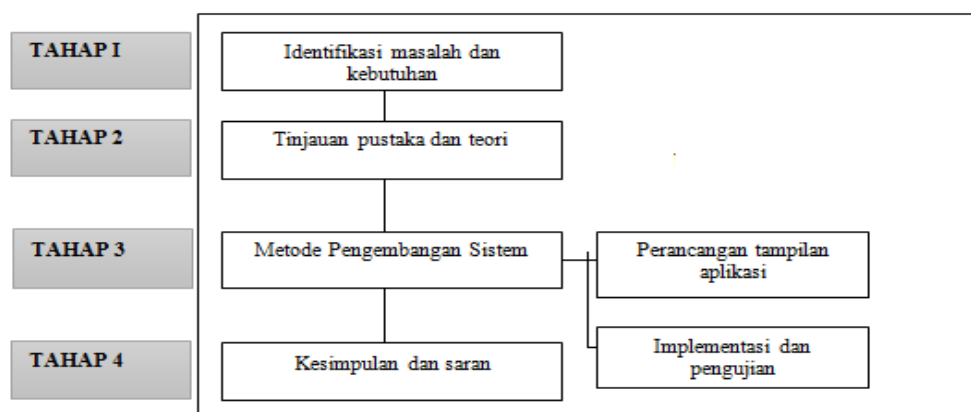 TAHAP I
Identifikasi masalah dan
kebutuhan
TAHAP 2
Tinjauan pustaka dan teori
TAHAP 3
Metode Pengembangan Sistem
Perancangan tampilan
aplikasi
TAHAP 4
Kesimpulan dan saran
Implementasi dan
pengujian